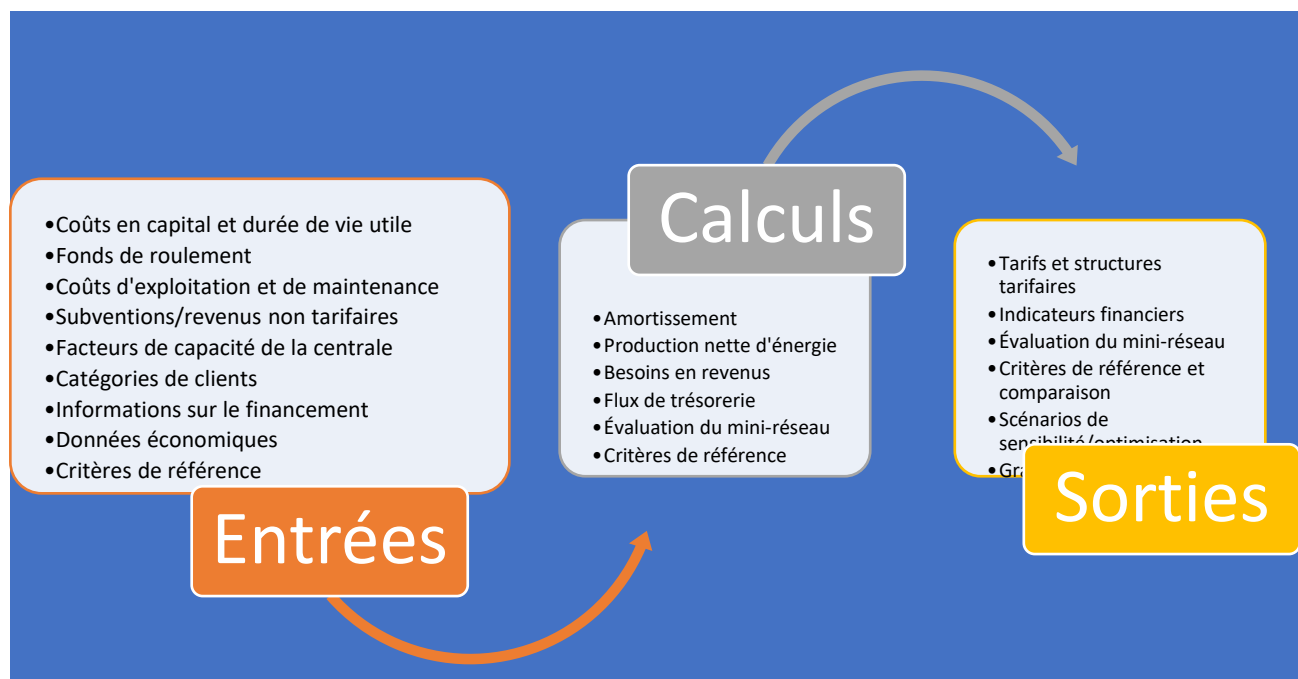 •Coûts en capital et durée de vie utile
•Fonds de roulement
•Coûts d'exploitation et de maintenance
•Subventions/revenus non tarifaires
•Facteurs de capacité de la centrale
•Catégories de clients
•Informations sur le financement
•Données économiques
•Critères de référence
Entrées
Calculs
•Amortissement
•Production nette d'énergie
•Besoins en revenus
•Flux de trésorerie
•Évaluation du mini-réseau
•Critères de référence
•Tarifs et structures
tarifaires
•Indicateurs financiers
•Évaluation du mini-réseau
•Critères de référence et
comparaison
•Scénarios de
sensibilité/optimisation
Sorties